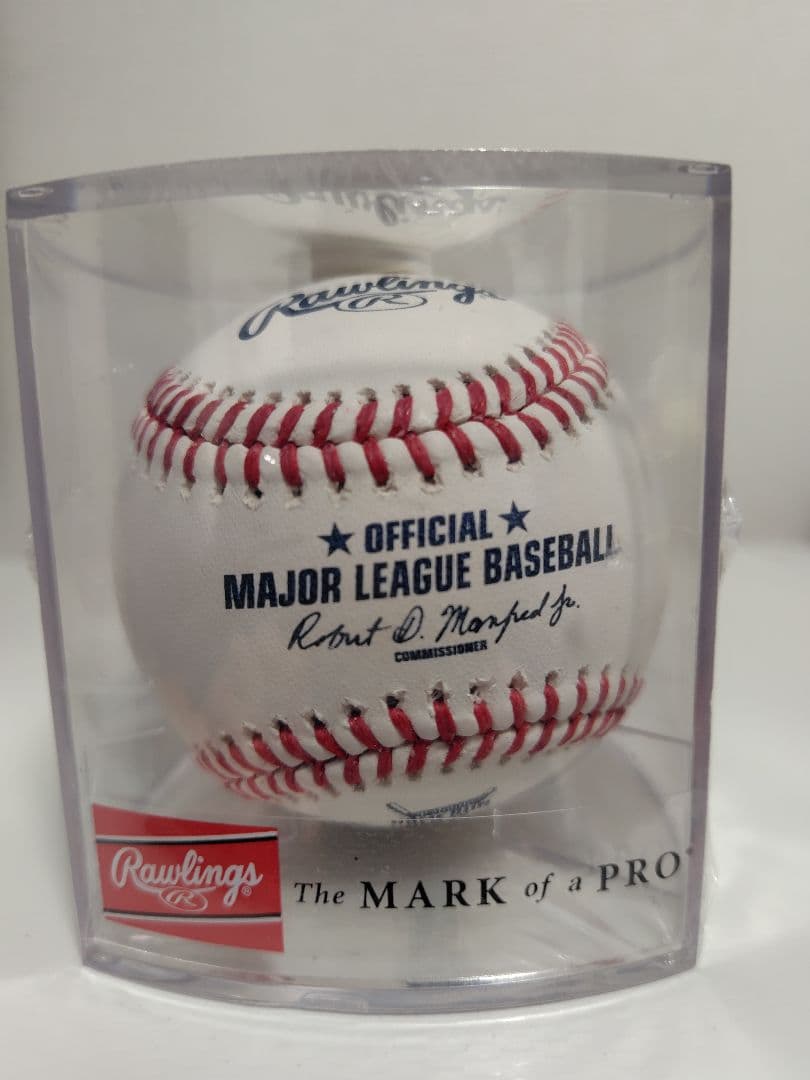 Rawlings
R
OFFICIAL
MAJOR LEAGUE BASEBALL
Robert D. Manfred Jr.
COMMISSIONER
Rawlings®
R
The MARK of a PRO